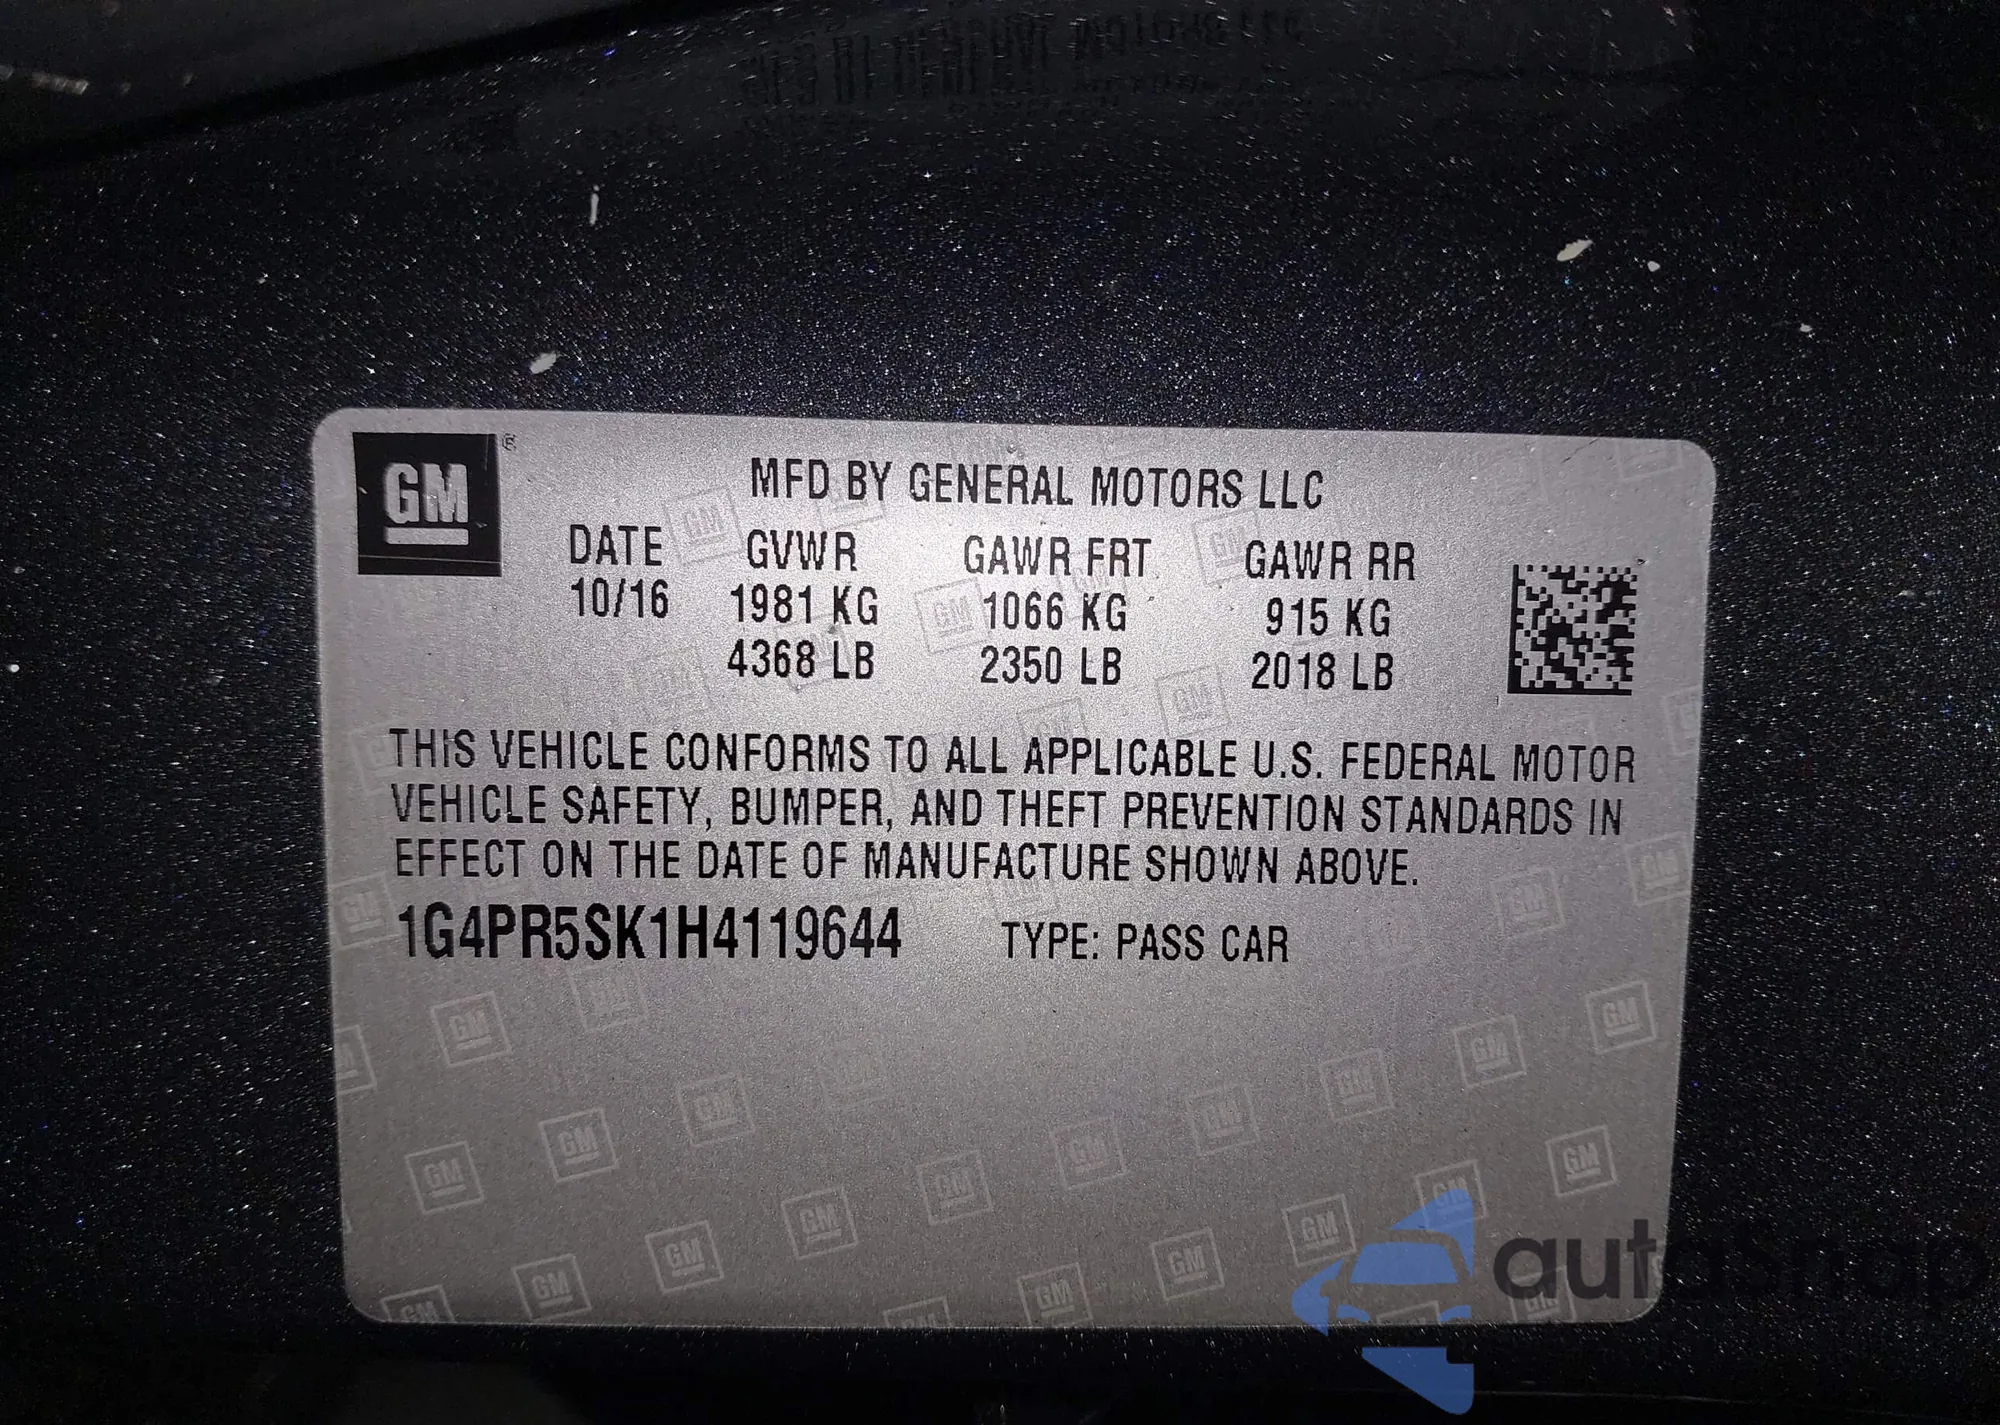 GM ®
MFD BY GENERAL MOTORS LLC
DATE GVWR GAWR FRT GAWR RR
10/16 1981 KG 1066 KG 915 KG
4368 LB 2350 LB 2018 LB
THIS VEHICLE CONFORMS TO ALL APPLICABLE U.S. FEDERAL MOTOR
VEHICLE SAFETY, BUMPER, AND THEFT PREVENTION STANDARDS IN
EFFECT ON THE DATE OF MANUFACTURE SHOWN ABOVE.
1G4PR5SK1H4119644 TYPE: PASS CAR